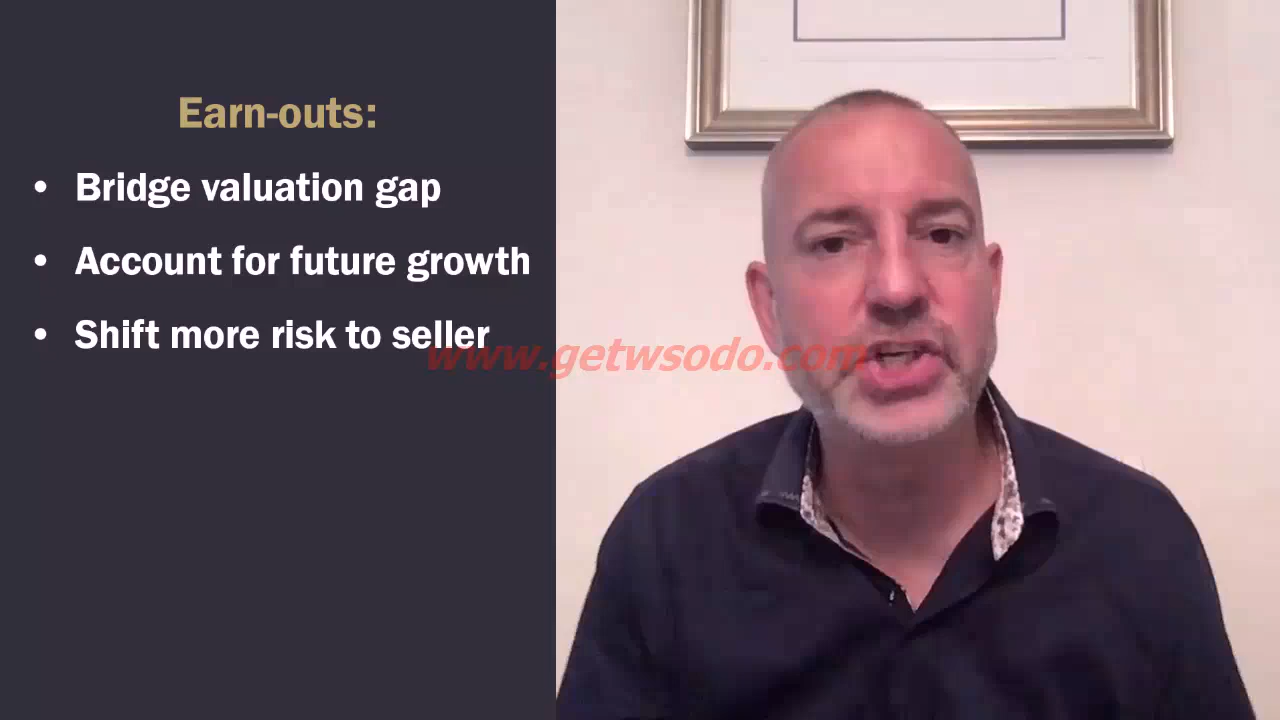 Earn-outs:
• Bridge valuation gap
• Account for future growth
• Shift more risk to seller
www.getwsodo.com